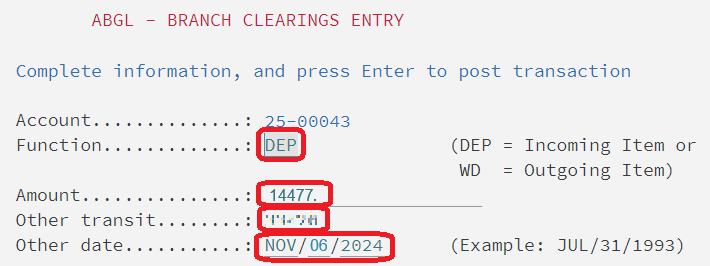 ABGL - BRANCH CLEARINGS ENTRY
Complete information, and press Enter to post transaction
Account..............: 25-00043
Function.............: DEP (DEP = Incoming Item or
WD = Outgoing Item)
Amount...............: 14477.
Other transit........:
Other date...........: NOV/06/2024 (Example: JUL/31/1993)